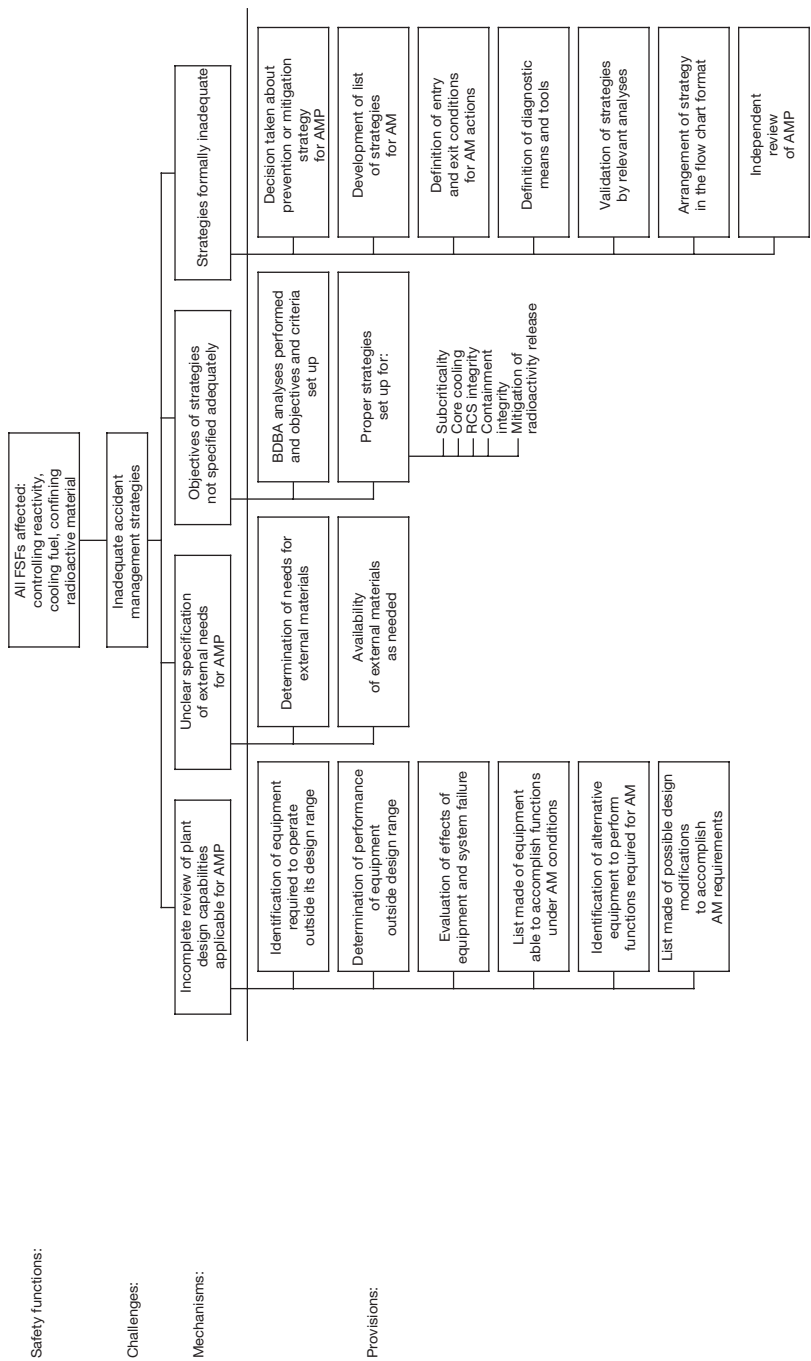 Safety functions:
All FSFs affected:
controlling reactivity,
cooling fuel, confining
radioactive material
Challenges:
Inadequate accident
management strategies
Mechanisms:
Incomplete review of plant
design capabilities
applicable for AMP
Unclear specification
of external needs
for AMP
Objectives of strategies
not specified adequately
Strategies formally inadequate
Provisions:
Identification of equipment
required to operate
outside its design range
Determination of performance
of equipment
outside design range
Evaluation of effects of
equipment and system failure
List made of equipment
able to accomplish functions
under AM conditions
Identification of alternative
equipment to perform
functions required for AM
List made of possible design
modifications
to accomplish
AM requirements
Determination of needs for
external materials
Availability
of external materials
as needed
BDBA analyses performed
and objectives and criteria
set up
Proper strategies
set up for:
Subcriticality
Core cooling
RCS integrity
Containment
integrity
Mitigation of
radioactivity release
Decision taken about
prevention or mitigation
strategy
for AMP
Development of list
of strategies
for AM
Definition of entry
and exit conditions
for AM actions
Definition of diagnostic
means and tools
Validation of strategies
by relevant analyses
Arrangement of strategy
in the flow chart format
Independent
review
of AMP